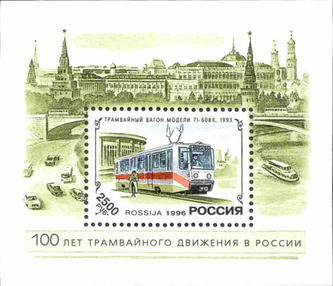 ТРАМВАЙНЫЙ ВАГОН МОДЕЛИ 71-608К. 1993
2500
РУБ.
ROSSIJA 1996 РОССИЯ
100 ЛЕТ ТРАМВАЙНОГО ДВИЖЕНИЯ В РОССИИ